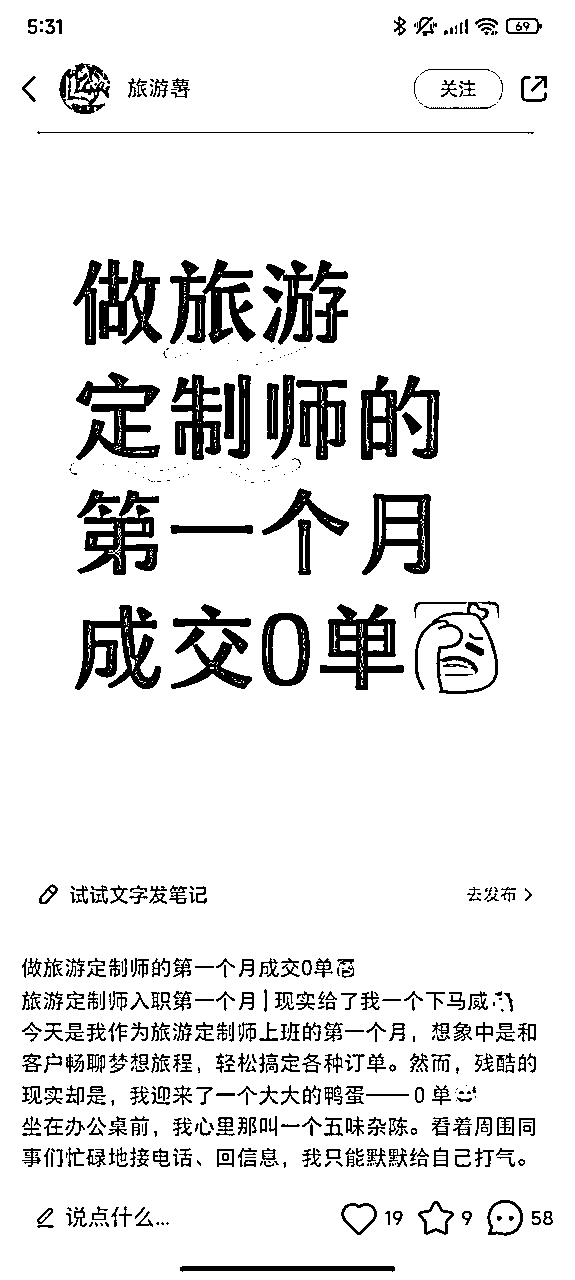 5:31
69
旅游薯
关注
做旅游
定制师的
第一个月
成交0单
试试文字发笔记
去发布
做旅游定制师的第一个月成交0单
旅游定制师入职第一个月|现实给了我一个下马威
今天是我作为旅游定制师上班的第一个月，想象中是和
客户畅聊梦想旅程，轻松搞定各种订单。然而，残酷的
现实却是，我迎来了一个大大的鸭蛋——0单
坐在办公桌前，我心里那叫一个五味杂陈。看着周围同
事们忙碌地接电话、回信息，我只能默默给自己打气。
说点什么...
19
9
58